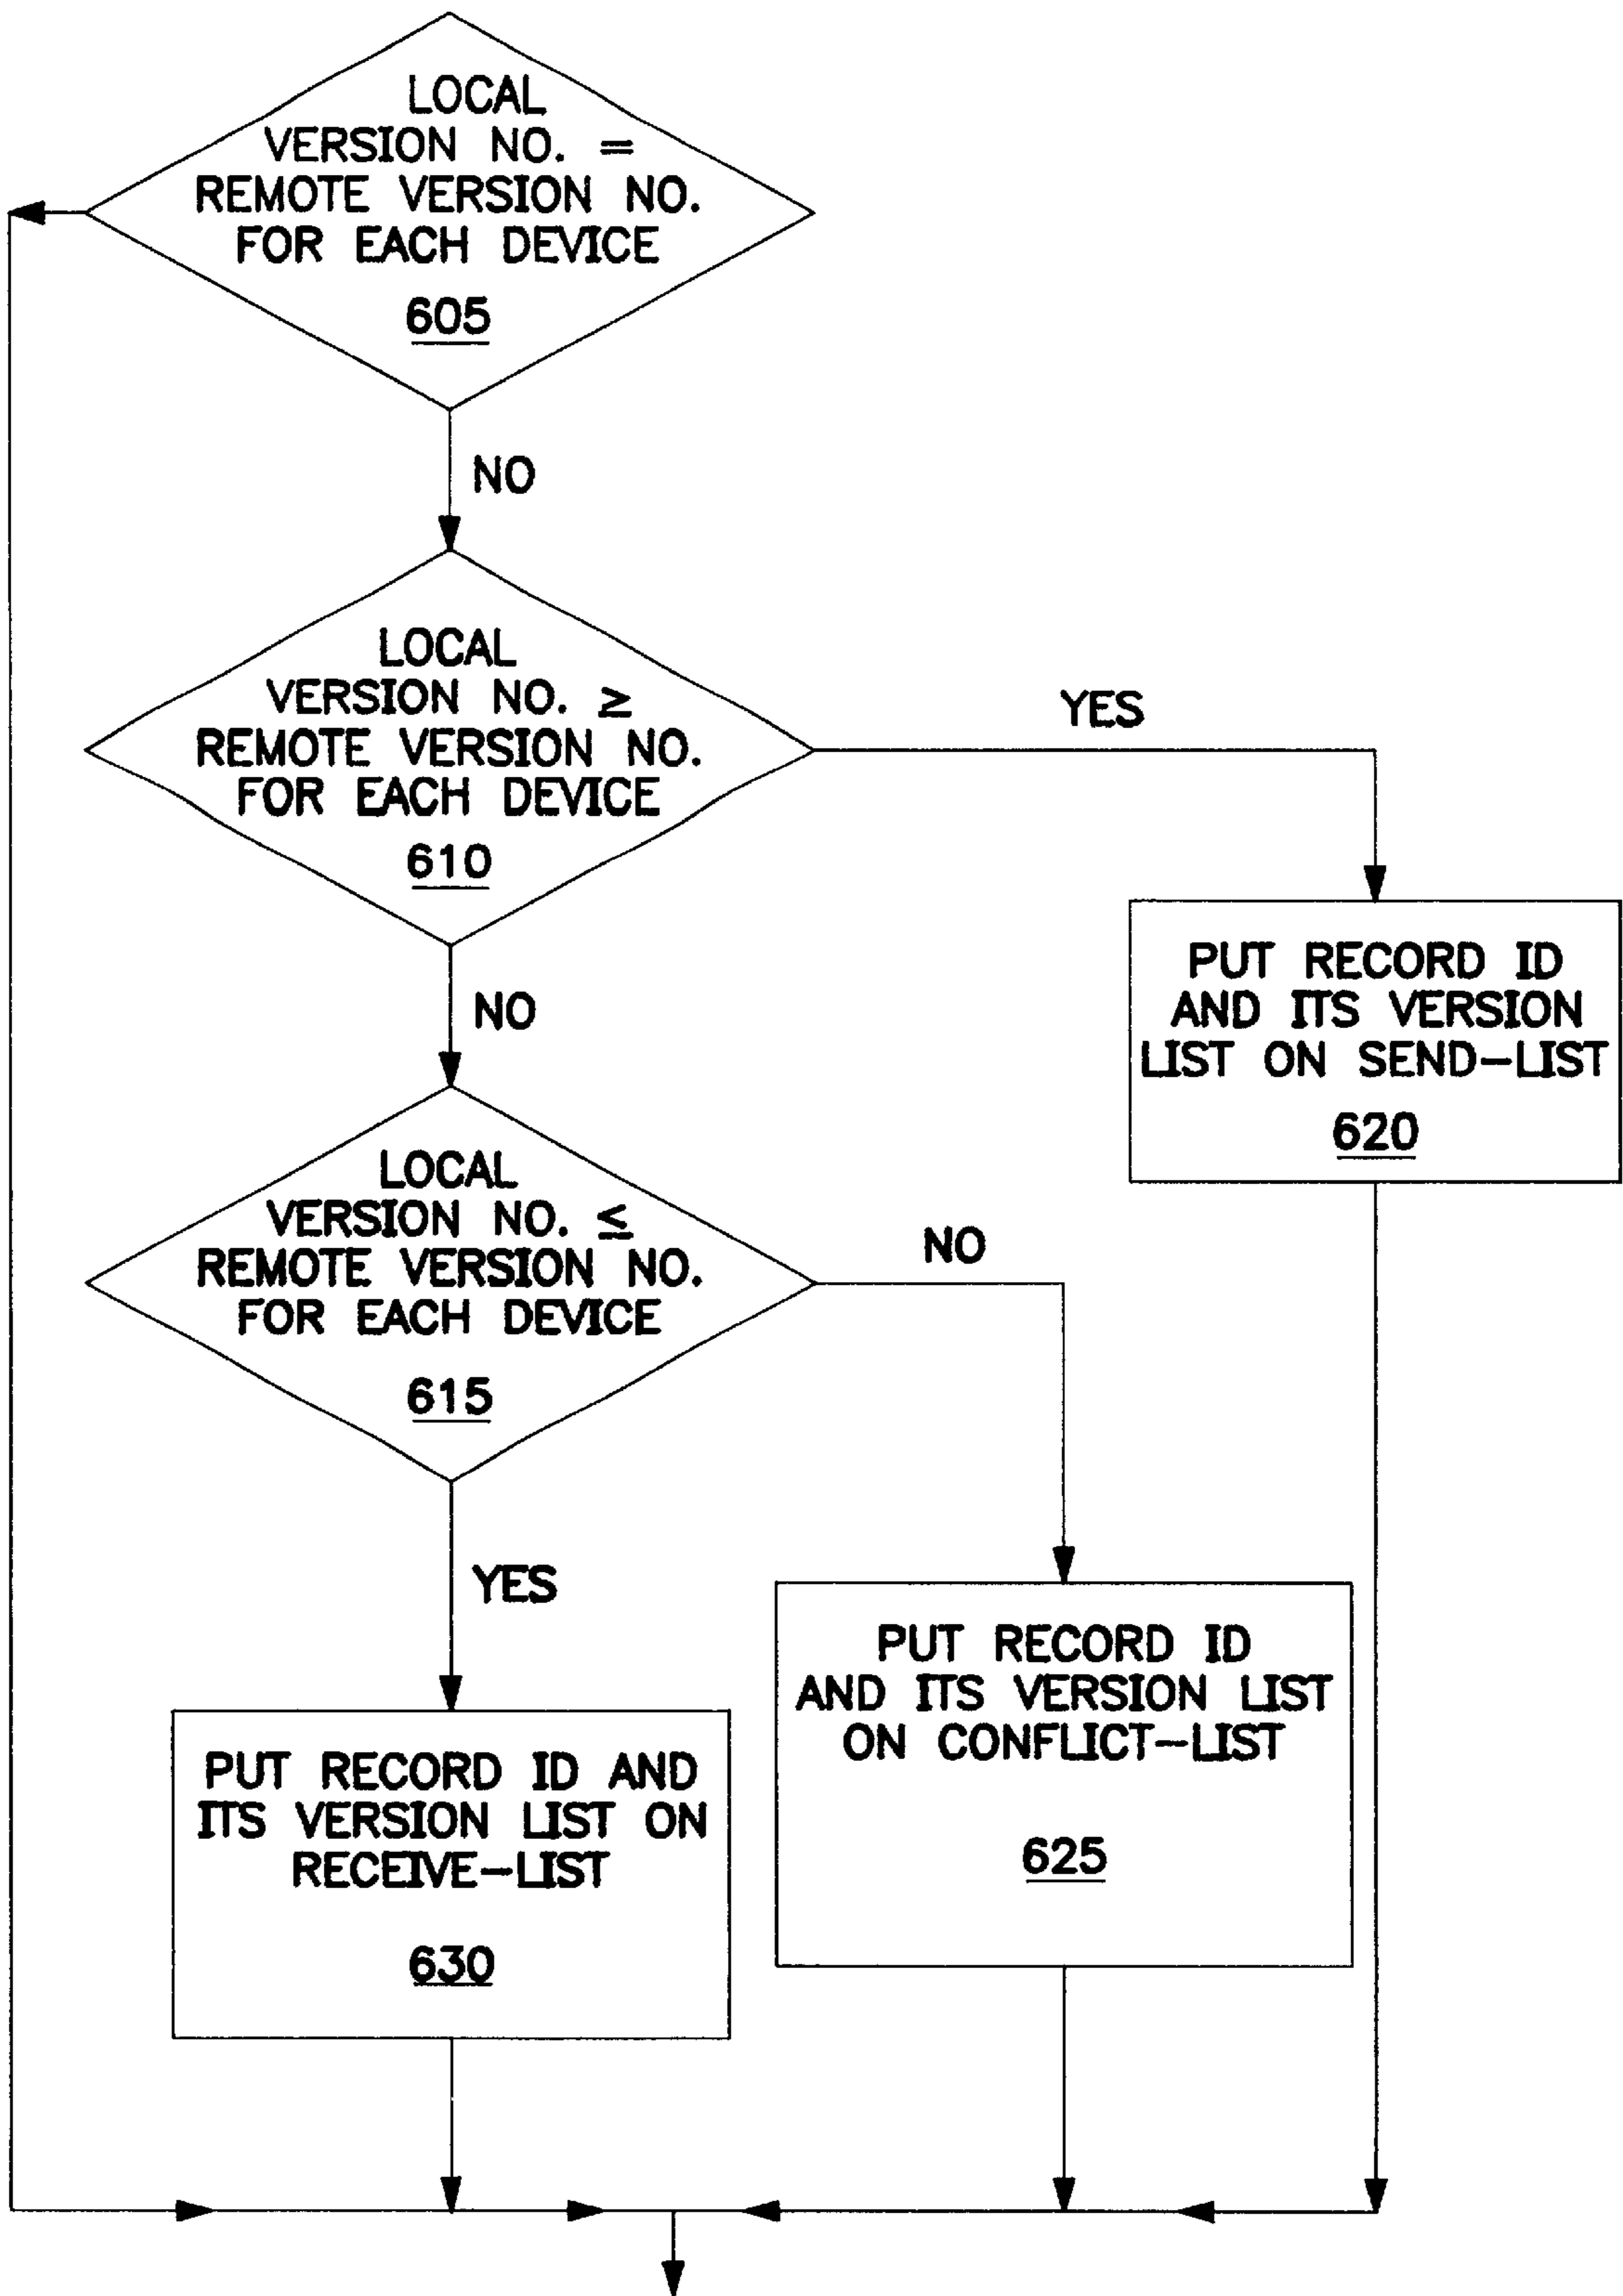 LOCAL
VERSION NO. =
REMOTE VERSION NO.
FOR EACH DEVICE
605
NO
LOCAL
VERSION NO. ≥
REMOTE VERSION NO.
FOR EACH DEVICE
610
YES
NO
PUT RECORD ID
AND ITS VERSION
LIST ON SEND-LIST
620
LOCAL
VERSION NO. ≤
REMOTE VERSION NO.
FOR EACH DEVICE
615
NO
YES
PUT RECORD ID
AND ITS VERSION LIST
ON CONFLICT-LIST
625
PUT RECORD ID AND
ITS VERSION LIST ON
RECEIVE-LIST
630